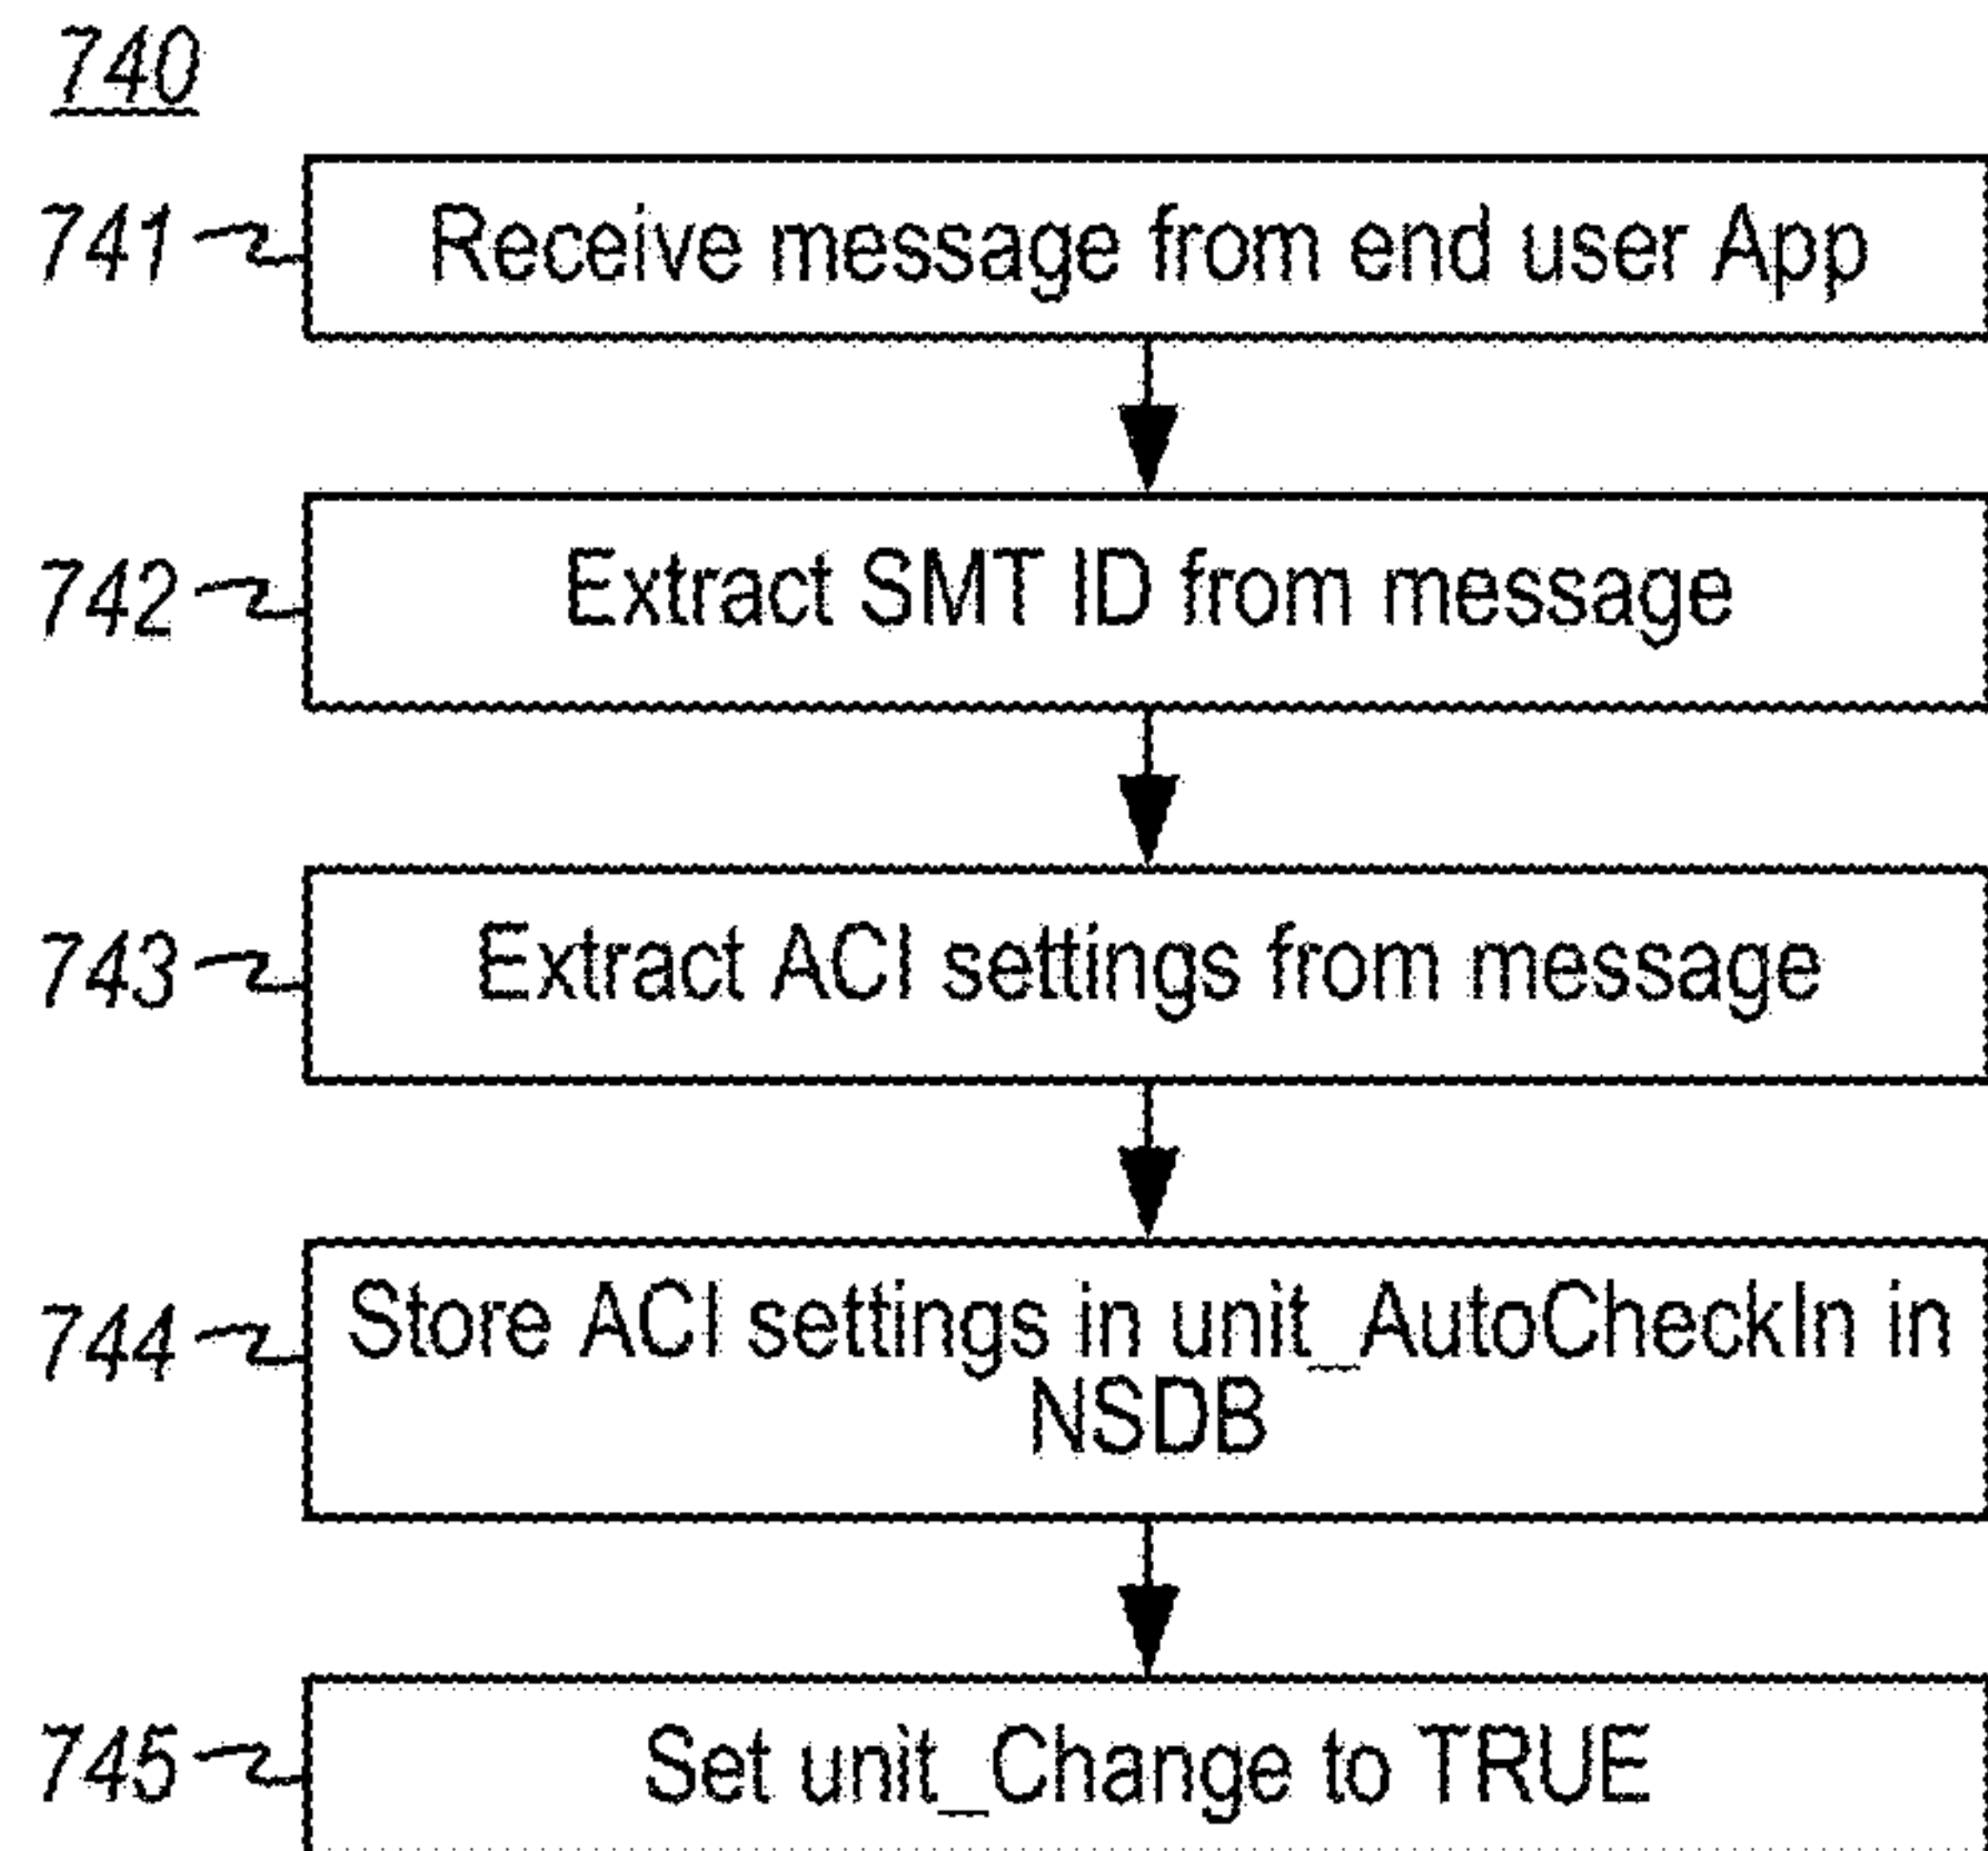 740
741 Receive message from end user App
742 Extract SMT ID from message
743 Extract ACI settings from message
744 Store ACI settings in unit_AutoCheckIn in
NSDB
745 Set unit_Change to TRUE